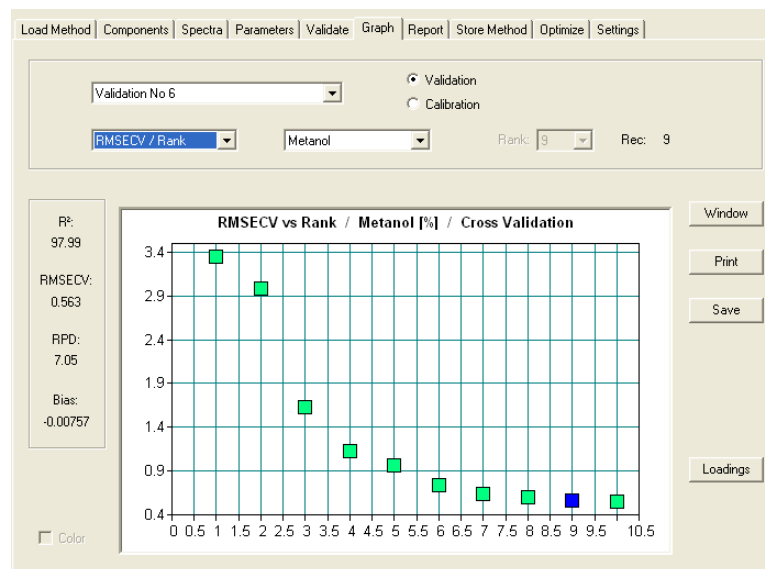 Load Method Components Spectra Parameters Validate Graph Report Store Method Optimize Settings
Validation No 6
Validation
Calibration
RMSECV / Rank Metanol Rank: 9 Rec: 9
R²:
97.99
RMSECV:
0.563
RPD:
7.05
Bias:
-0.00757
Color
RMSECV vs Rank / Metanol [%] / Cross Validation
3.4
2.9
2.4
1.9
1.4
0.9
0.4
0 0.5 1 1.5 2 2.5 3 3.5 4 4.5 5 5.5 6 6.5 7 7.5 8 8.5 9 9.5 10.5
Window
Print
Save
Loadings